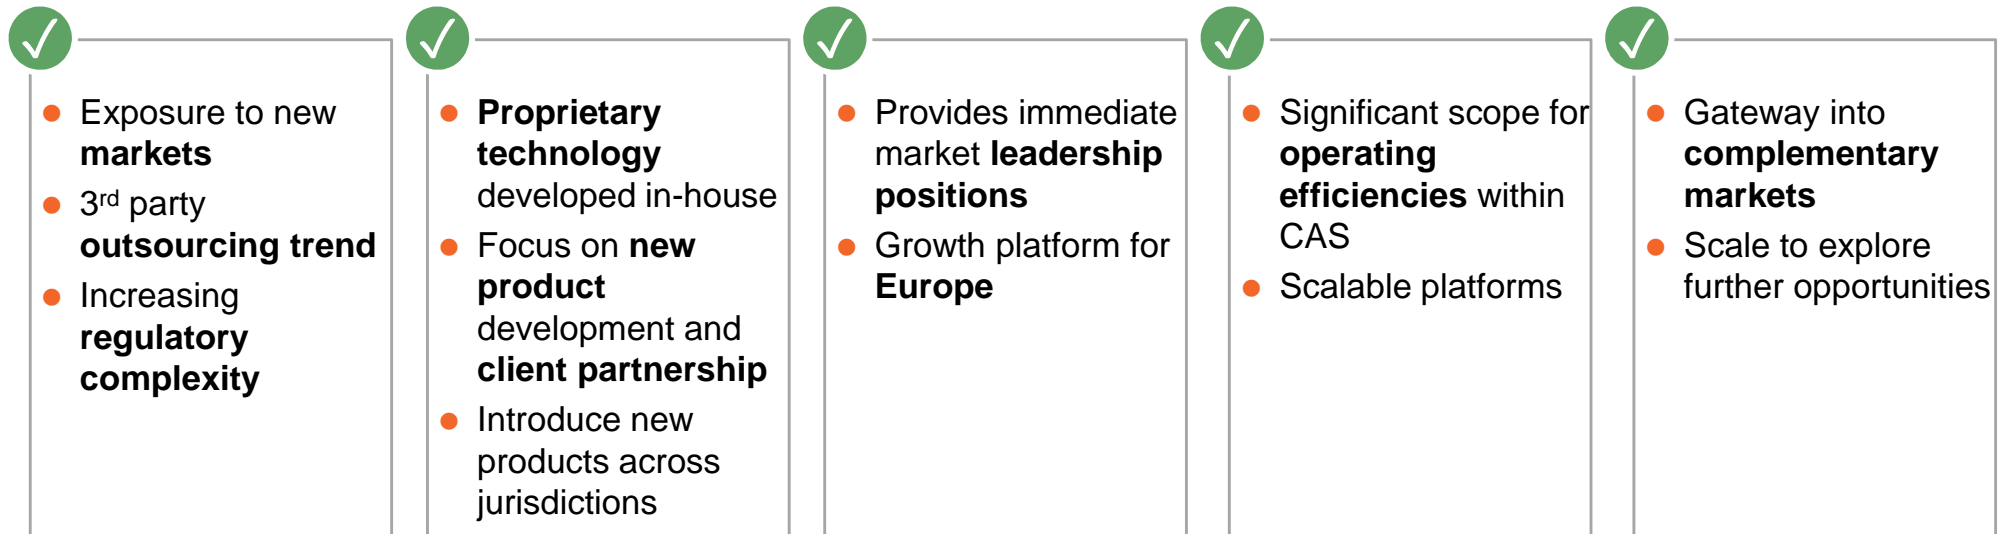 Exposure to new
markets
3rd party
outsourcing trend
Increasing
regulatory
complexity
Proprietary
technology
developed in-house
Focus on new
product
development and
client partnership
Introduce new
products across
jurisdictions
Provides immediate
market leadership
positions
Growth platform for
Europe
Significant scope for
operating
efficiencies within
CAS
Scalable platforms
Gateway into
complementary
markets
Scale to explore
further opportunities